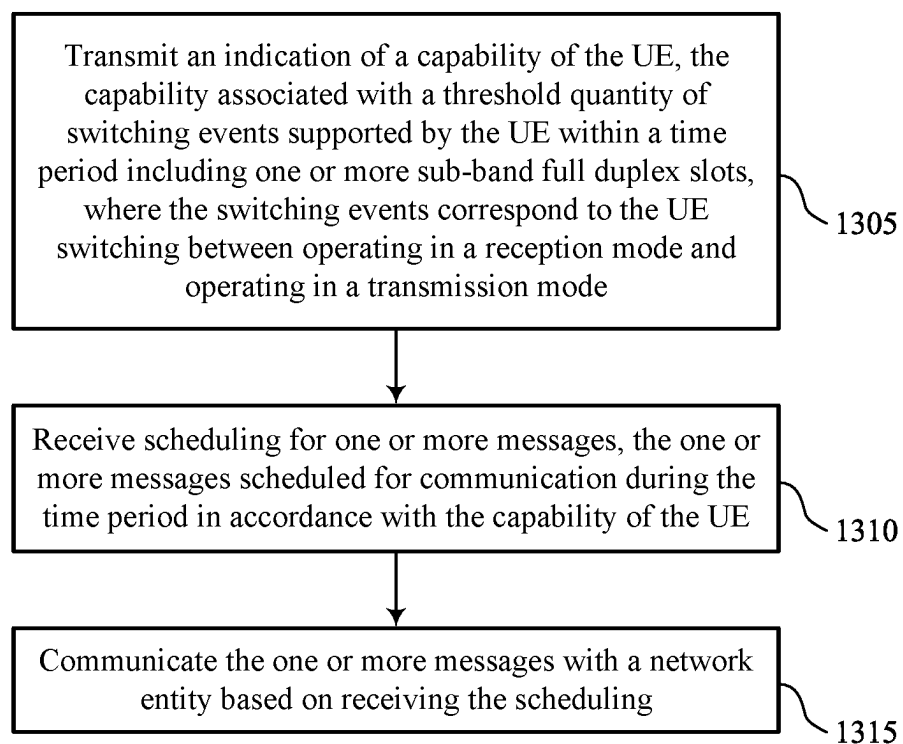 Transmit an indication of a capability of the UE, the
capability associated with a threshold quantity of
switching events supported by the UE within a time
period including one or more sub-band full duplex slots,
where the switching events correspond to the UE
switching between operating in a reception mode and
operating in a transmission mode
1305
Receive scheduling for one or more messages, the one or
more messages scheduled for communication during the
time period in accordance with the capability of the UE
1310
Communicate the one or more messages with a network
entity based on receiving the scheduling
1315